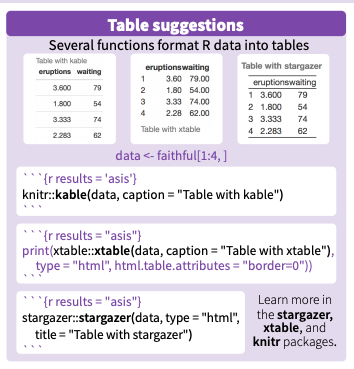 Table suggestions
Several functions format R data into tables
Table with kable
eruptions waiting
3.600 79
1.800 54
3.333 74
2.283 62
eruptionswaiting
1 3.60 79.00
2 1.80 54.00
3 3.33 74.00
4 2.28 62.00
Table with xtable
Table with stargazer
eruptionswaiting
1 3.600 79
2 1.800 54
3 3.333 74
4 2.283 62
data <- faithful[1:4, ]
```{r results = 'asis'}
knitr::kable(data, caption = "Table with kable")
```
```{r results = "asis"}
print(xtable::xtable(data, caption = "Table with xtable"),
type = "html", html.table.attributes = "border=0"))
```
```{r results = "asis"}
stargazer::stargazer(data, type = "html",
title = "Table with stargazer")
```
Learn more in
the stargazer,
xtable, and
knitr packages.